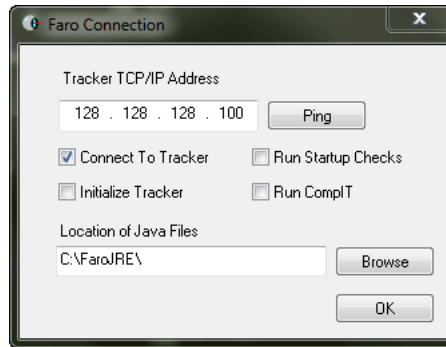 Faro Connection
Tracker TCP/IP Address
128 . 128 . 128 . 100 Ping
Connect To Tracker Run Startup Checks
Initialize Tracker Run CompIT
Location of Java Files
C:\FaroJRE\ Browse
OK